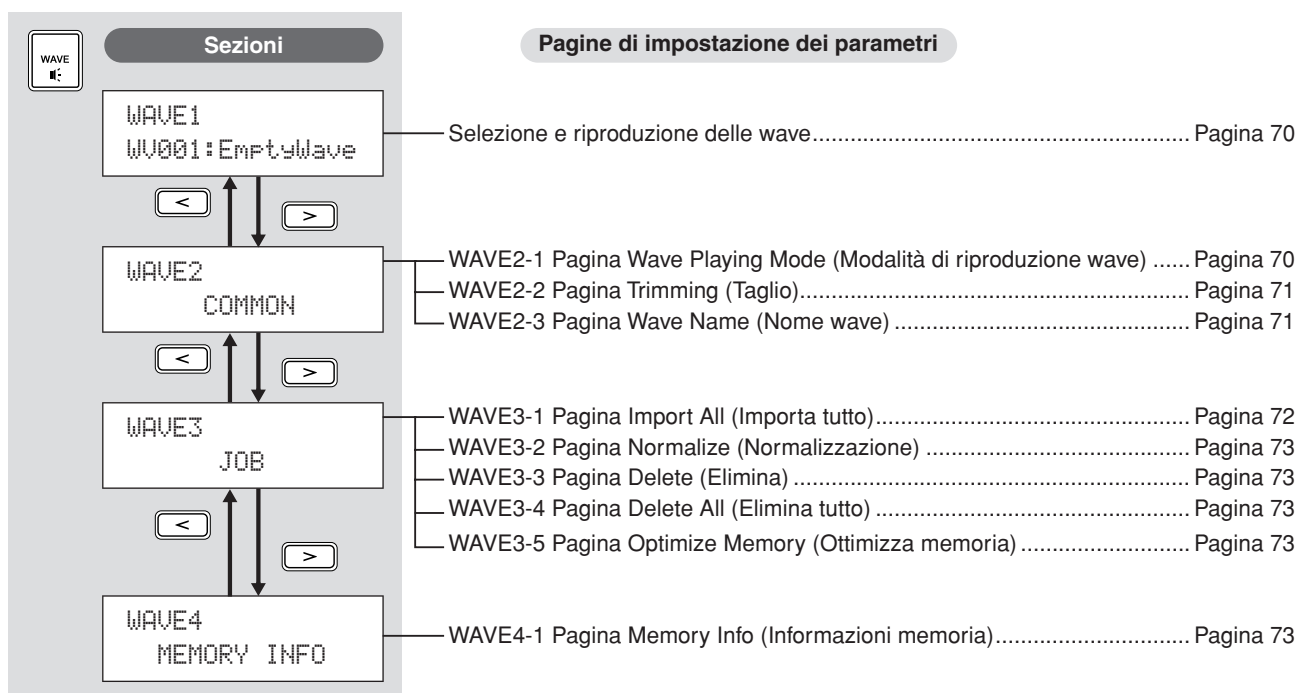 WAVE
Sezioni
Pagine di impostazione dei parametri
WAVE1
WV001:EmptyWave
Selezione e riproduzione delle wave.......................................................... Pagina 70
<
>
WAVE2
COMMON
WAVE2-1 Pagina Wave Playing Mode (Modalità di riproduzione wave) ...... Pagina 70
WAVE2-2 Pagina Trimming (Taglio)............................................................ Pagina 71
WAVE2-3 Pagina Wave Name (Nome wave) ............................................. Pagina 71
<
>
WAVE3
JOB
WAVE3-1 Pagina Import All (Importa tutto)................................................ Pagina 72
WAVE3-2 Pagina Normalize (Normalizzazione) ........................................ Pagina 73
WAVE3-3 Pagina Delete (Elimina) ............................................................. Pagina 73
WAVE3-4 Pagina Delete All (Elimina tutto) ................................................ Pagina 73
WAVE3-5 Pagina Optimize Memory (Ottimizza memoria) .......................... Pagina 73
<
>
WAVE4
MEMORY INFO
WAVE4-1 Pagina Memory Info (Informazioni memoria).............................. Pagina 73